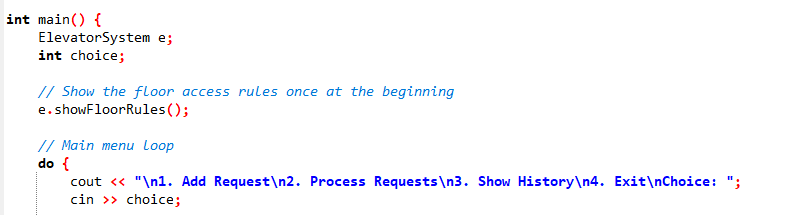 int main() {
ElevatorSystem e;
int choice;
// Show the floor access rules once at the beginning
e.showFloorRules();
// Main menu loop
do {
cout << "\n1. Add Request\n2. Process Requests\n3. Show History\n4. Exit\nChoice: ";
cin >> choice;